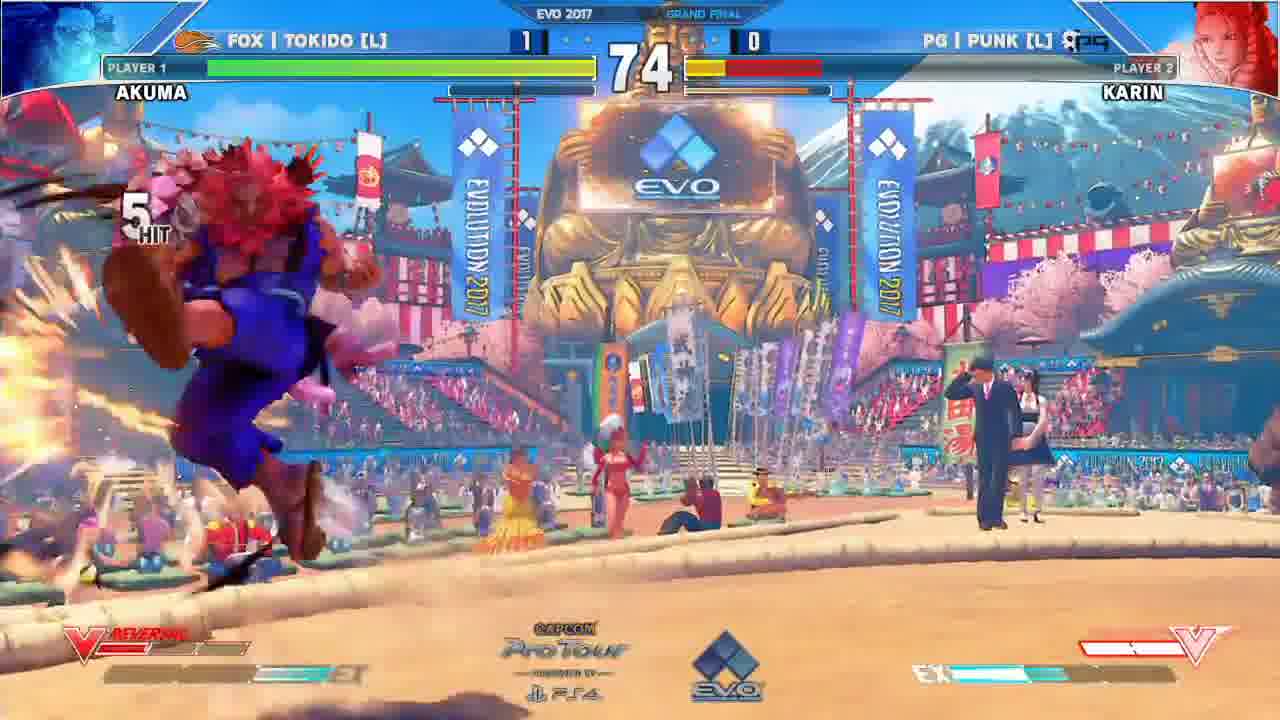 EVO 2017
GRAND FINAL
FOX | TOKIDO [L]
1
74
0
PG | PUNK [L]
PLAYER 1
PLAYER 2
AKUMA
KARIN
EVO
EVOLUTION 2017
EVOLUTION 2017
5
HIT
REVERSAL
V
V
EX
CAPCOM
Pro Tour
PS4
EVO